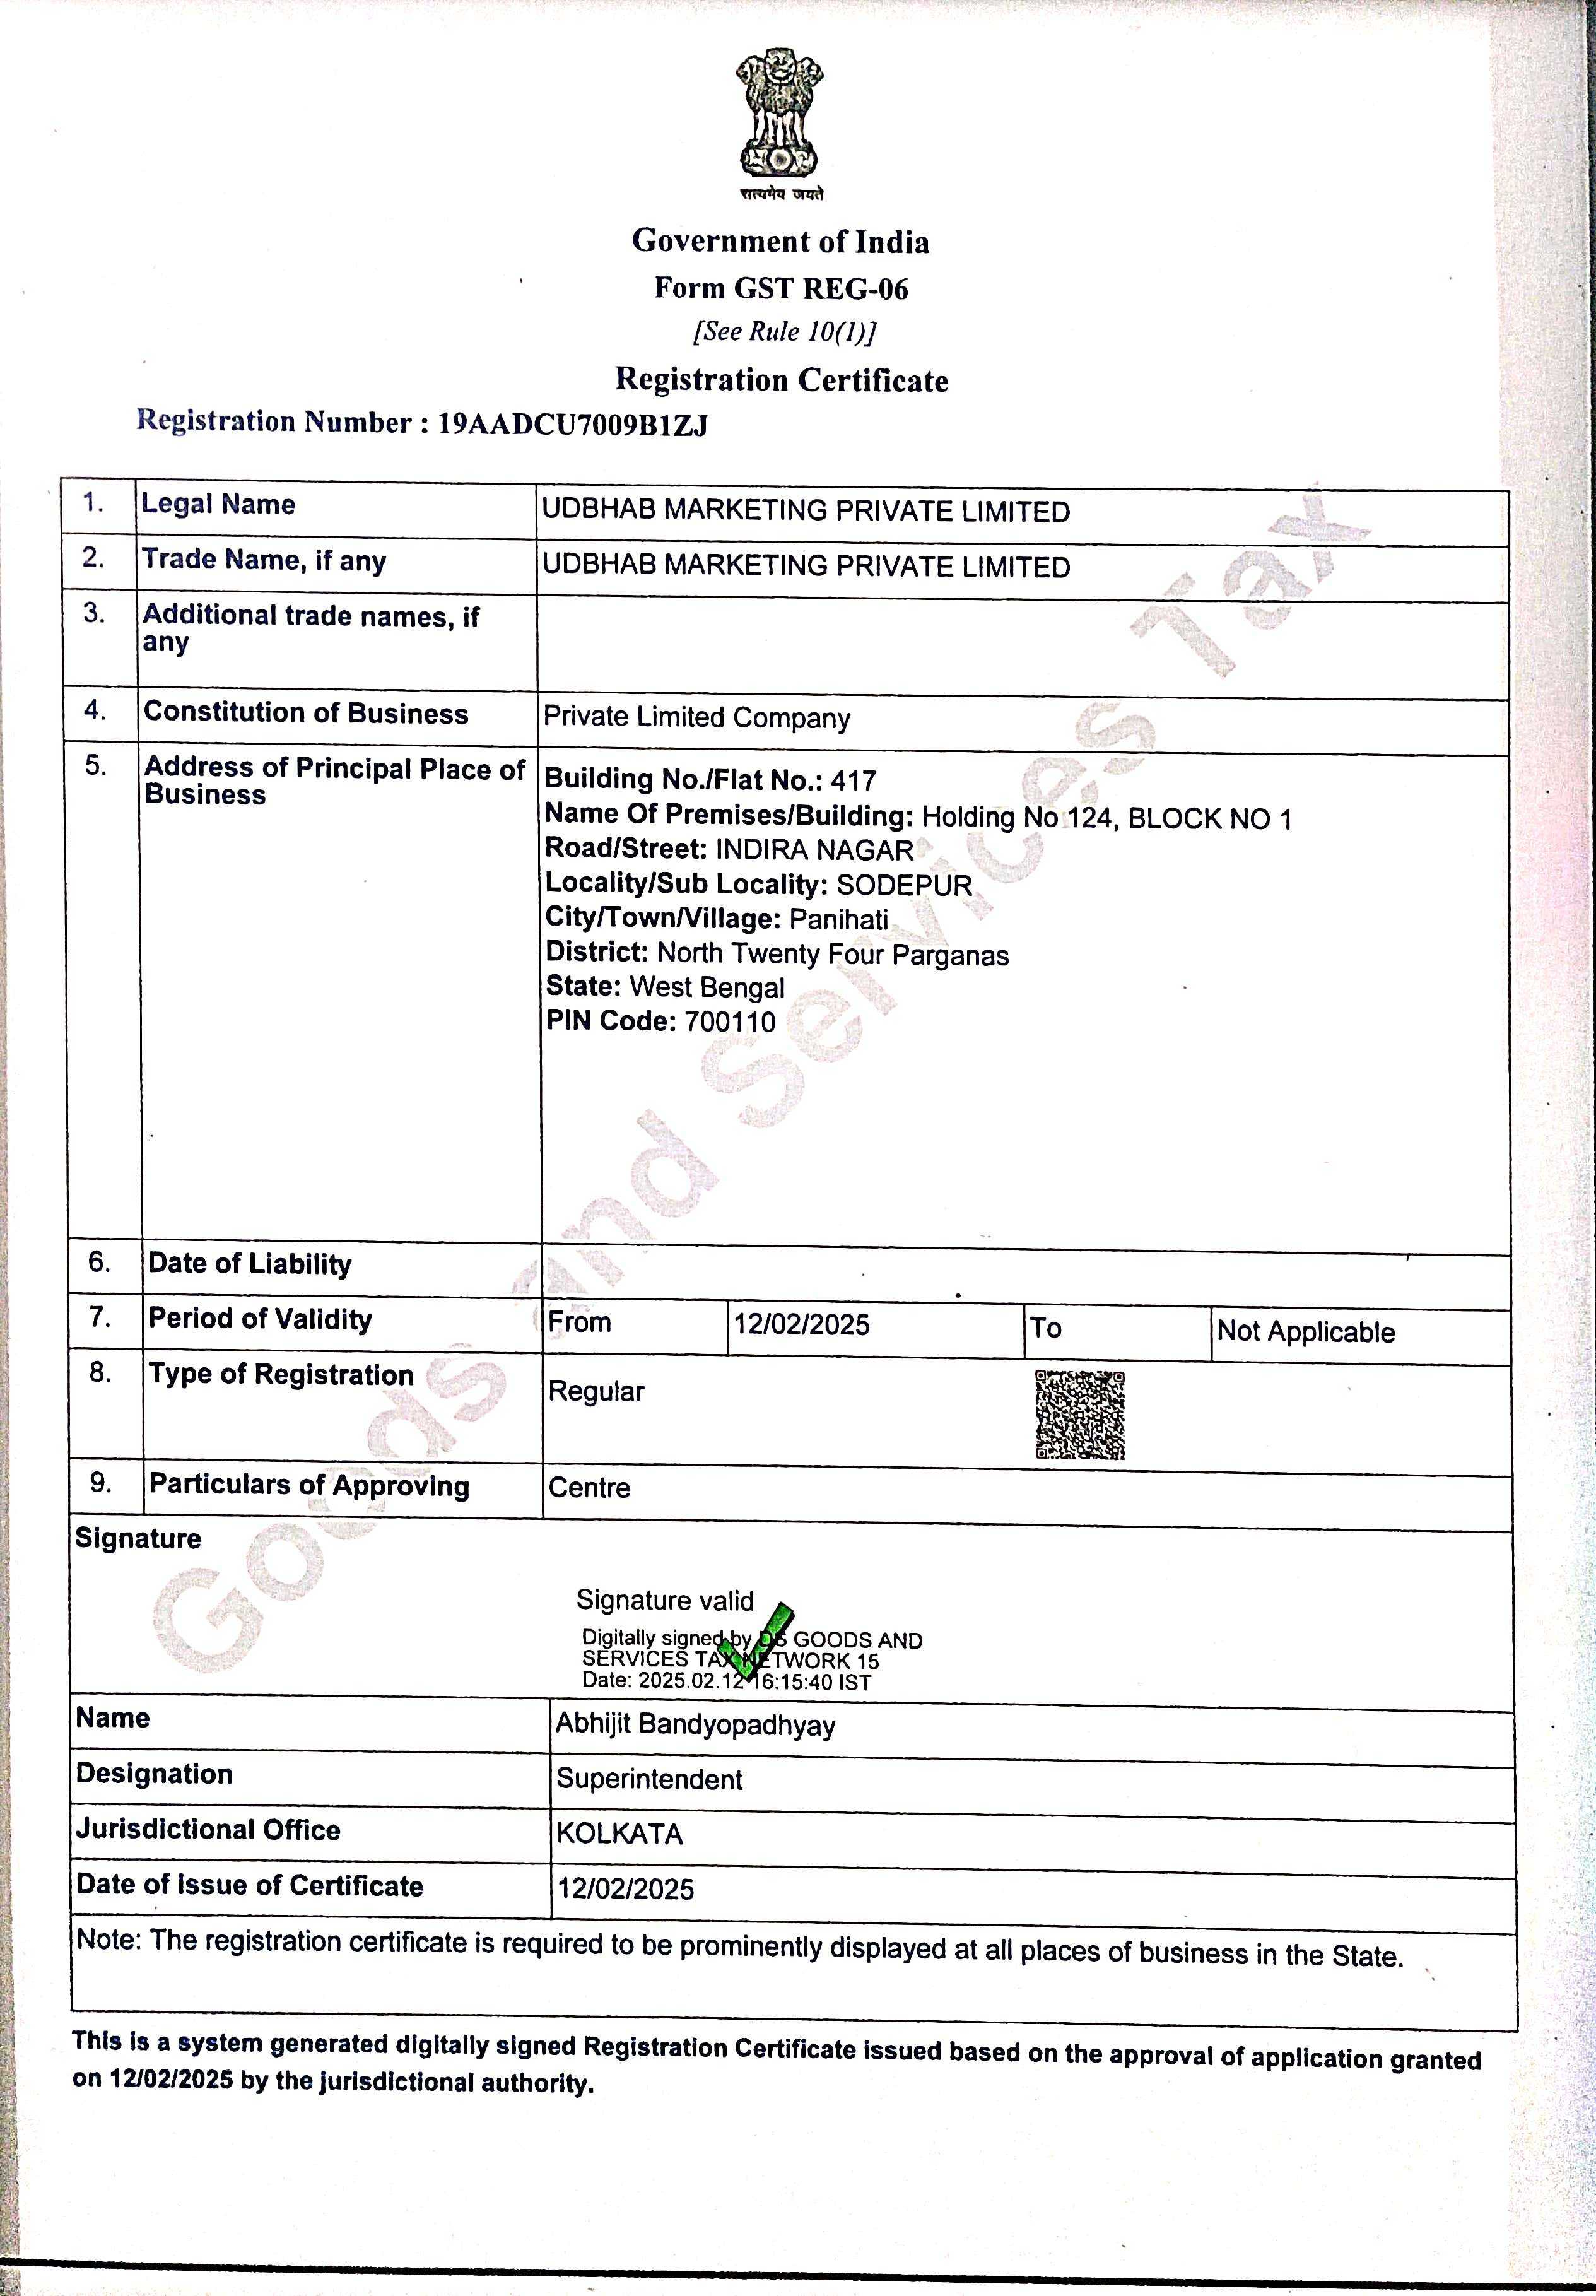 सत्यमेव जयते
Government of India
Form GST REG-06
[See Rule 10(1)]
Registration Certificate
Registration Number : 19AADCU7009B1ZJ
1. Legal Name UDBHAB MARKETING PRIVATE LIMITED
2. Trade Name, if any UDBHAB MARKETING PRIVATE LIMITED
3. Additional trade names, if
any
4. Constitution of Business Private Limited Company
5. Address of Principal Place of
Business
Building No./Flat No.: 417
Name Of Premises/Building: Holding No 124, BLOCK NO 1
Road/Street: INDIRA NAGAR
Locality/Sub Locality: SODEPUR
City/Town/Village: Panihati
District: North Twenty Four Parganas
State: West Bengal
PIN Code: 700110
6. Date of Liability
7. Period of Validity From 12/02/2025 To Not Applicable
8. Type of Registration Regular
9. Particulars of Approving Centre
Signature
Signature valid
Digitally signed by DS GOODS AND
SERVICES TAX NETWORK 15
Date: 2025.02.12 16:15:40 IST
Name Abhijit Bandyopadhyay
Designation Superintendent
Jurisdictional Office KOLKATA
Date of issue of Certificate 12/02/2025
Note: The registration certificate is required to be prominently displayed at all places of business in the State.
This is a system generated digitally signed Registration Certificate issued based on the approval of application granted
on 12/02/2025 by the jurisdictional authority.
Goods and Services Tax